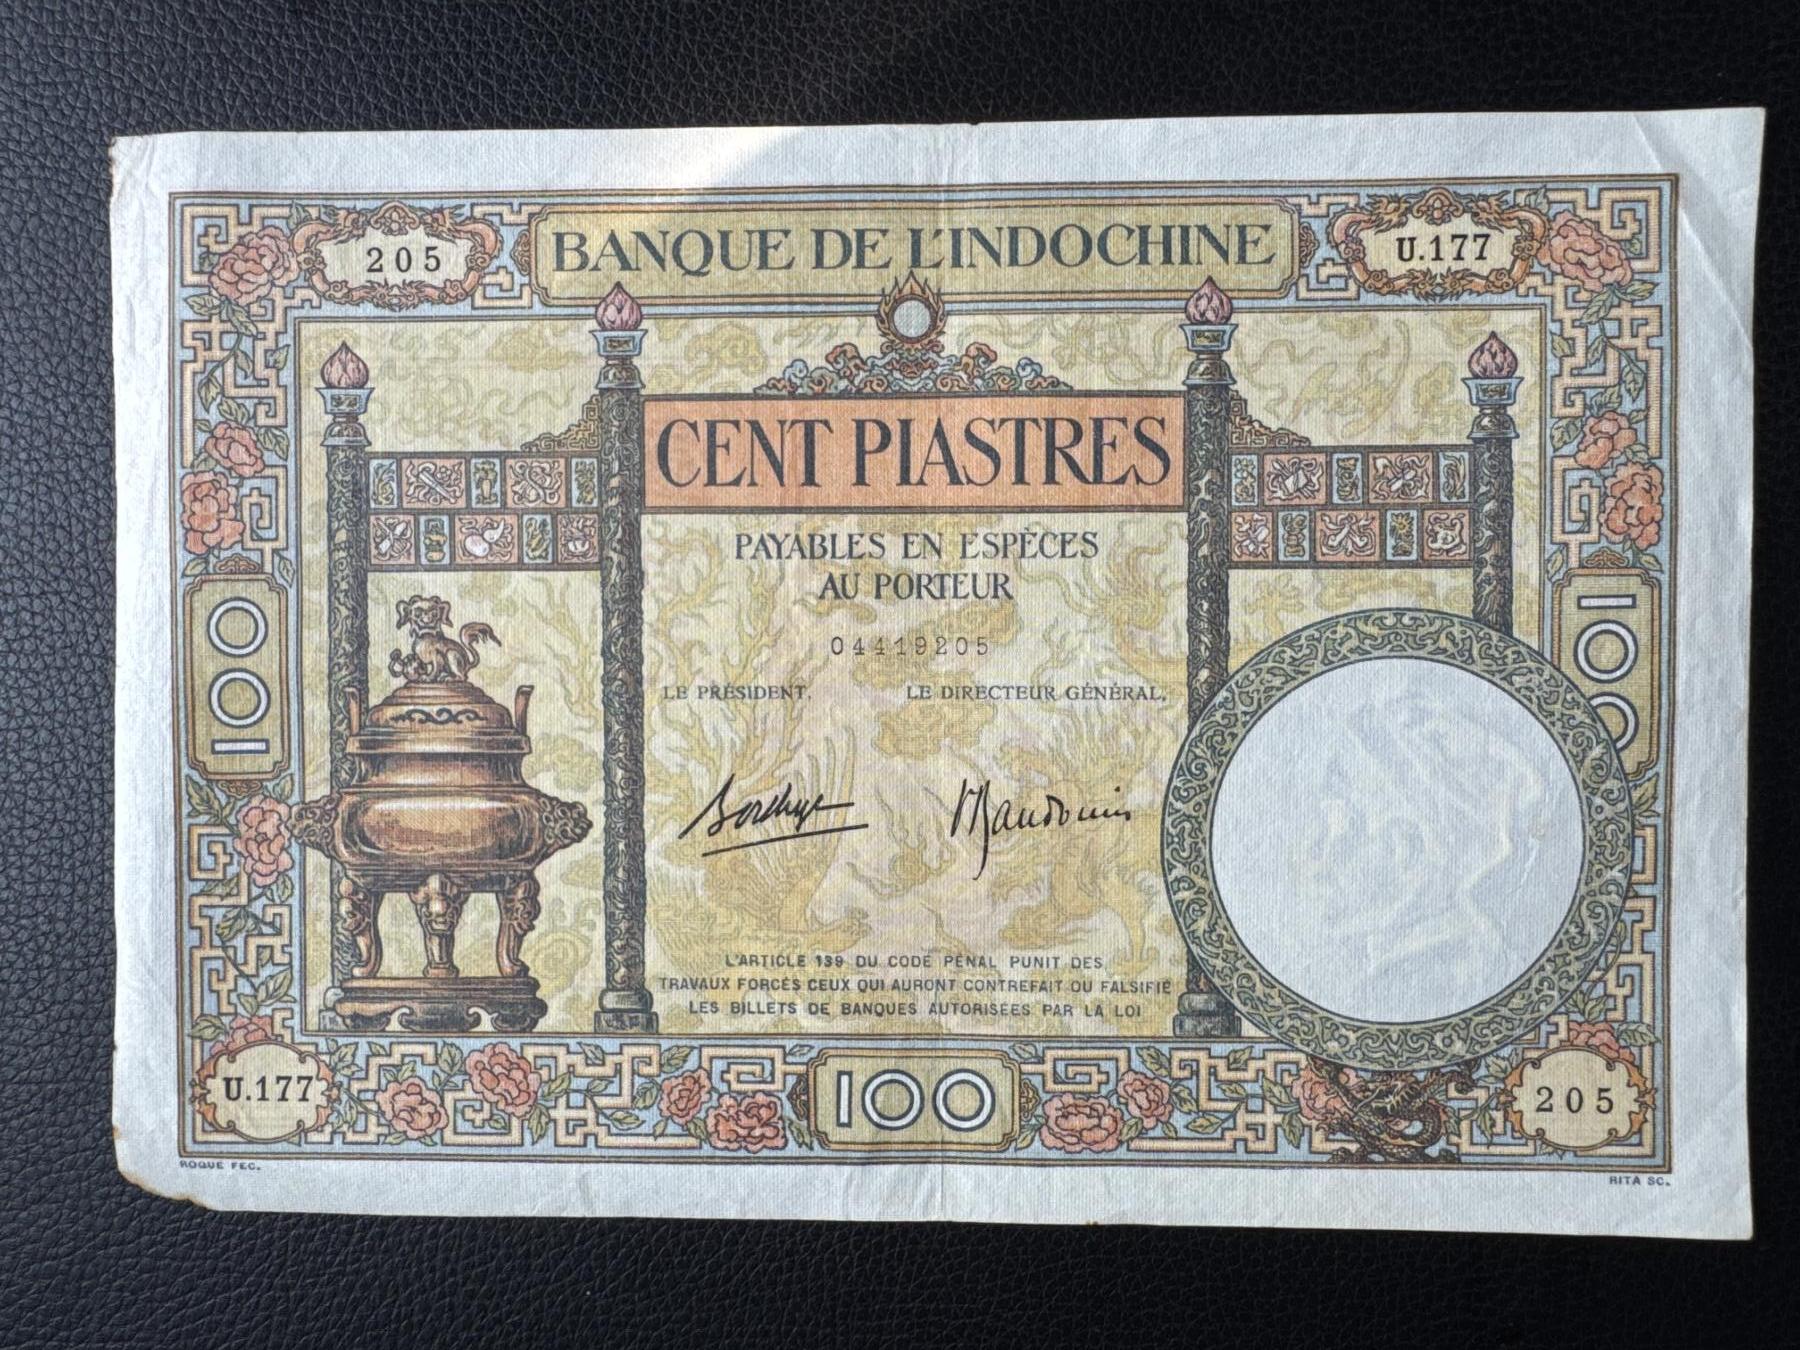 205
BANQUE DE L'INDOCHINE
U.177
CENT PIASTRES
PAYABLES EN ESPÈCES
AU PORTEUR
04419205
LE PRÉSIDENT,
LE DIRECTEUR GÉNÉRAL,
100
100
L'ARTICLE 139 DU CODE PÉNAL PUNIT DES
TRAVAUX FORCÉS CEUX QUI AURONT CONTREFAIT OU FALSIFIÉ
LES BILLETS DE BANQUES AUTORISÉES PAR LA LOI
U.177
100
205
ROQUE FEC.
RITA SC.